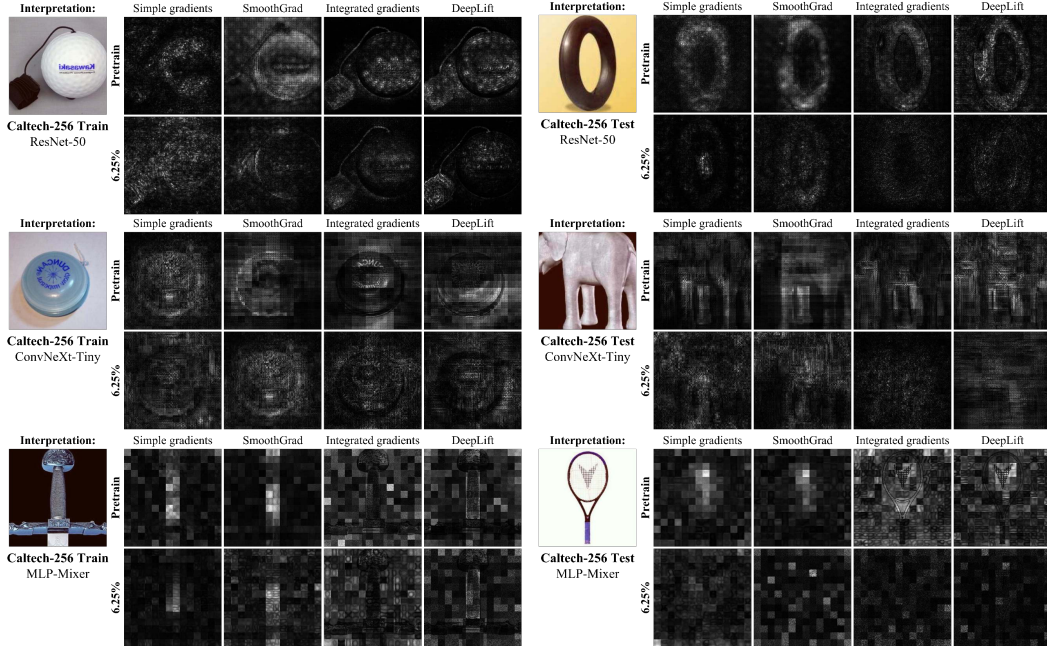 Interpretation: Simple gradients SmoothGrad Integrated gradients DeepLift
Pretrain
Kawasaki
Caltech-256 Train
ResNet-50
6.25%
Interpretation: Simple gradients SmoothGrad Integrated gradients DeepLift
Pretrain
Caltech-256 Test
ResNet-50
6.25%
Interpretation: Simple gradients SmoothGrad Integrated gradients DeepLift
Pretrain
DUNCAN
Caltech-256 Train
ConvNeXt-Tiny
6.25%
Interpretation: Simple gradients SmoothGrad Integrated gradients DeepLift
Pretrain
Caltech-256 Test
ConvNeXt-Tiny
6.25%
Interpretation: Simple gradients SmoothGrad Integrated gradients DeepLift
Pretrain
Caltech-256 Train
MLP-Mixer
6.25%
Interpretation: Simple gradients SmoothGrad Integrated gradients DeepLift
Pretrain
Caltech-256 Test
MLP-Mixer
6.25%